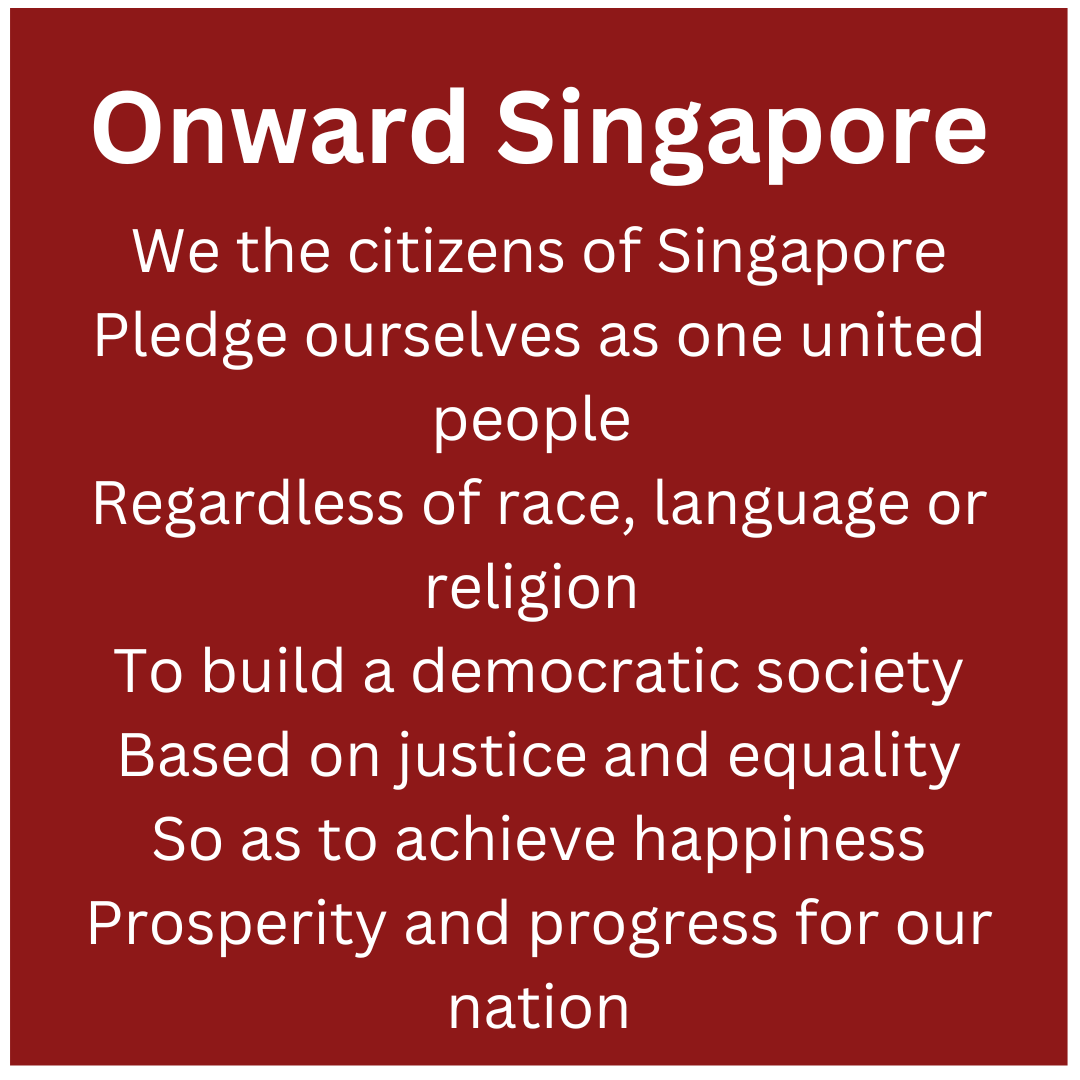 Onward Singapore
We the citizens of Singapore
Pledge ourselves as one united
people
Regardless of race, language or
religion
To build a democratic society
Based on justice and equality
So as to achieve happiness
Prosperity and progress for our
nation